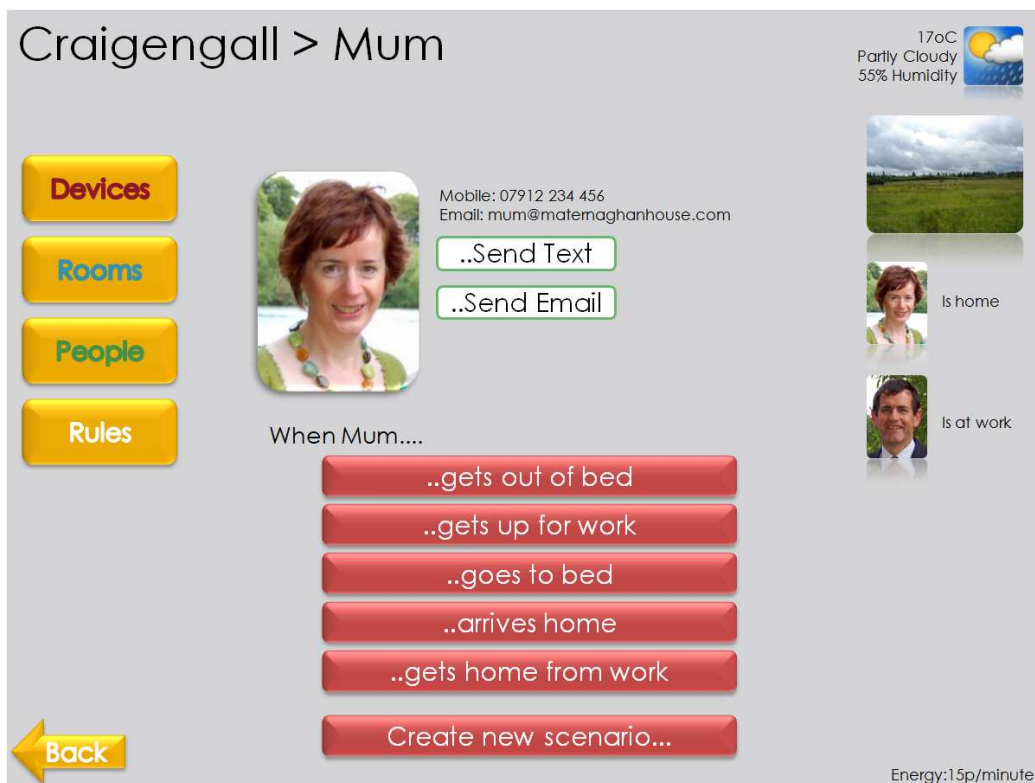 Craigengall > Mum
17oC
Partly Cloudy
55% Humidity
Devices
Rooms
People
Rules
Mobile: 07912 234 456
Email: mum@maternaghanhouse.com
..Send Text
..Send Email
Is home
Is at work
When Mum....
..gets out of bed
..gets up for work
..goes to bed
..arrives home
..gets home from work
Create new scenario...
Back
Energy:15p/minute